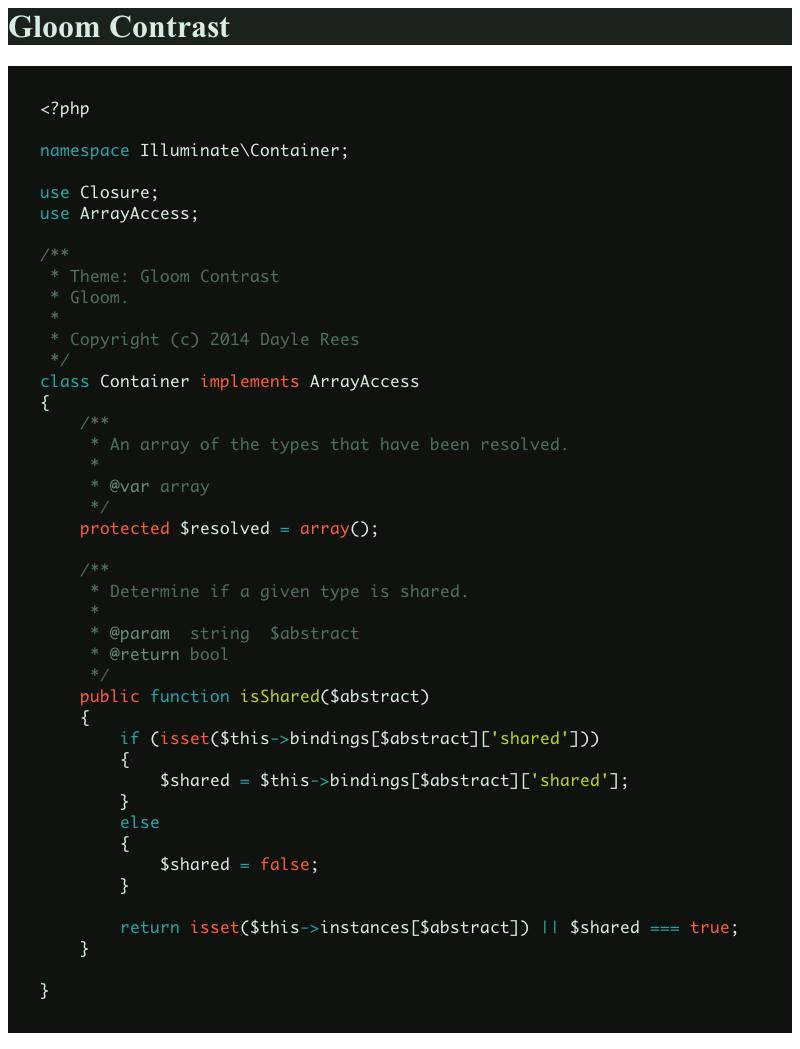 Gloom Contrast
<?php
namespace Illuminate\Container;
use Closure;
use ArrayAccess;
/**
 * Theme: Gloom Contrast
 * Gloom.
 *
 * Copyright (c) 2014 Dayle Rees
 */
class Container implements ArrayAccess
{
    /**
     * An array of the types that have been resolved.
     *
     * @var array
     */
    protected $resolved = array();
    /**
     * Determine if a given type is shared.
     *
     * @param  string  $abstract
     * @return bool
     */
    public function isShared($abstract)
    {
        if (isset($this->bindings[$abstract]['shared']))
        {
            $shared = $this->bindings[$abstract]['shared'];
        }
        else
        {
            $shared = false;
        }
        return isset($this->instances[$abstract]) || $shared === true;
    }
}